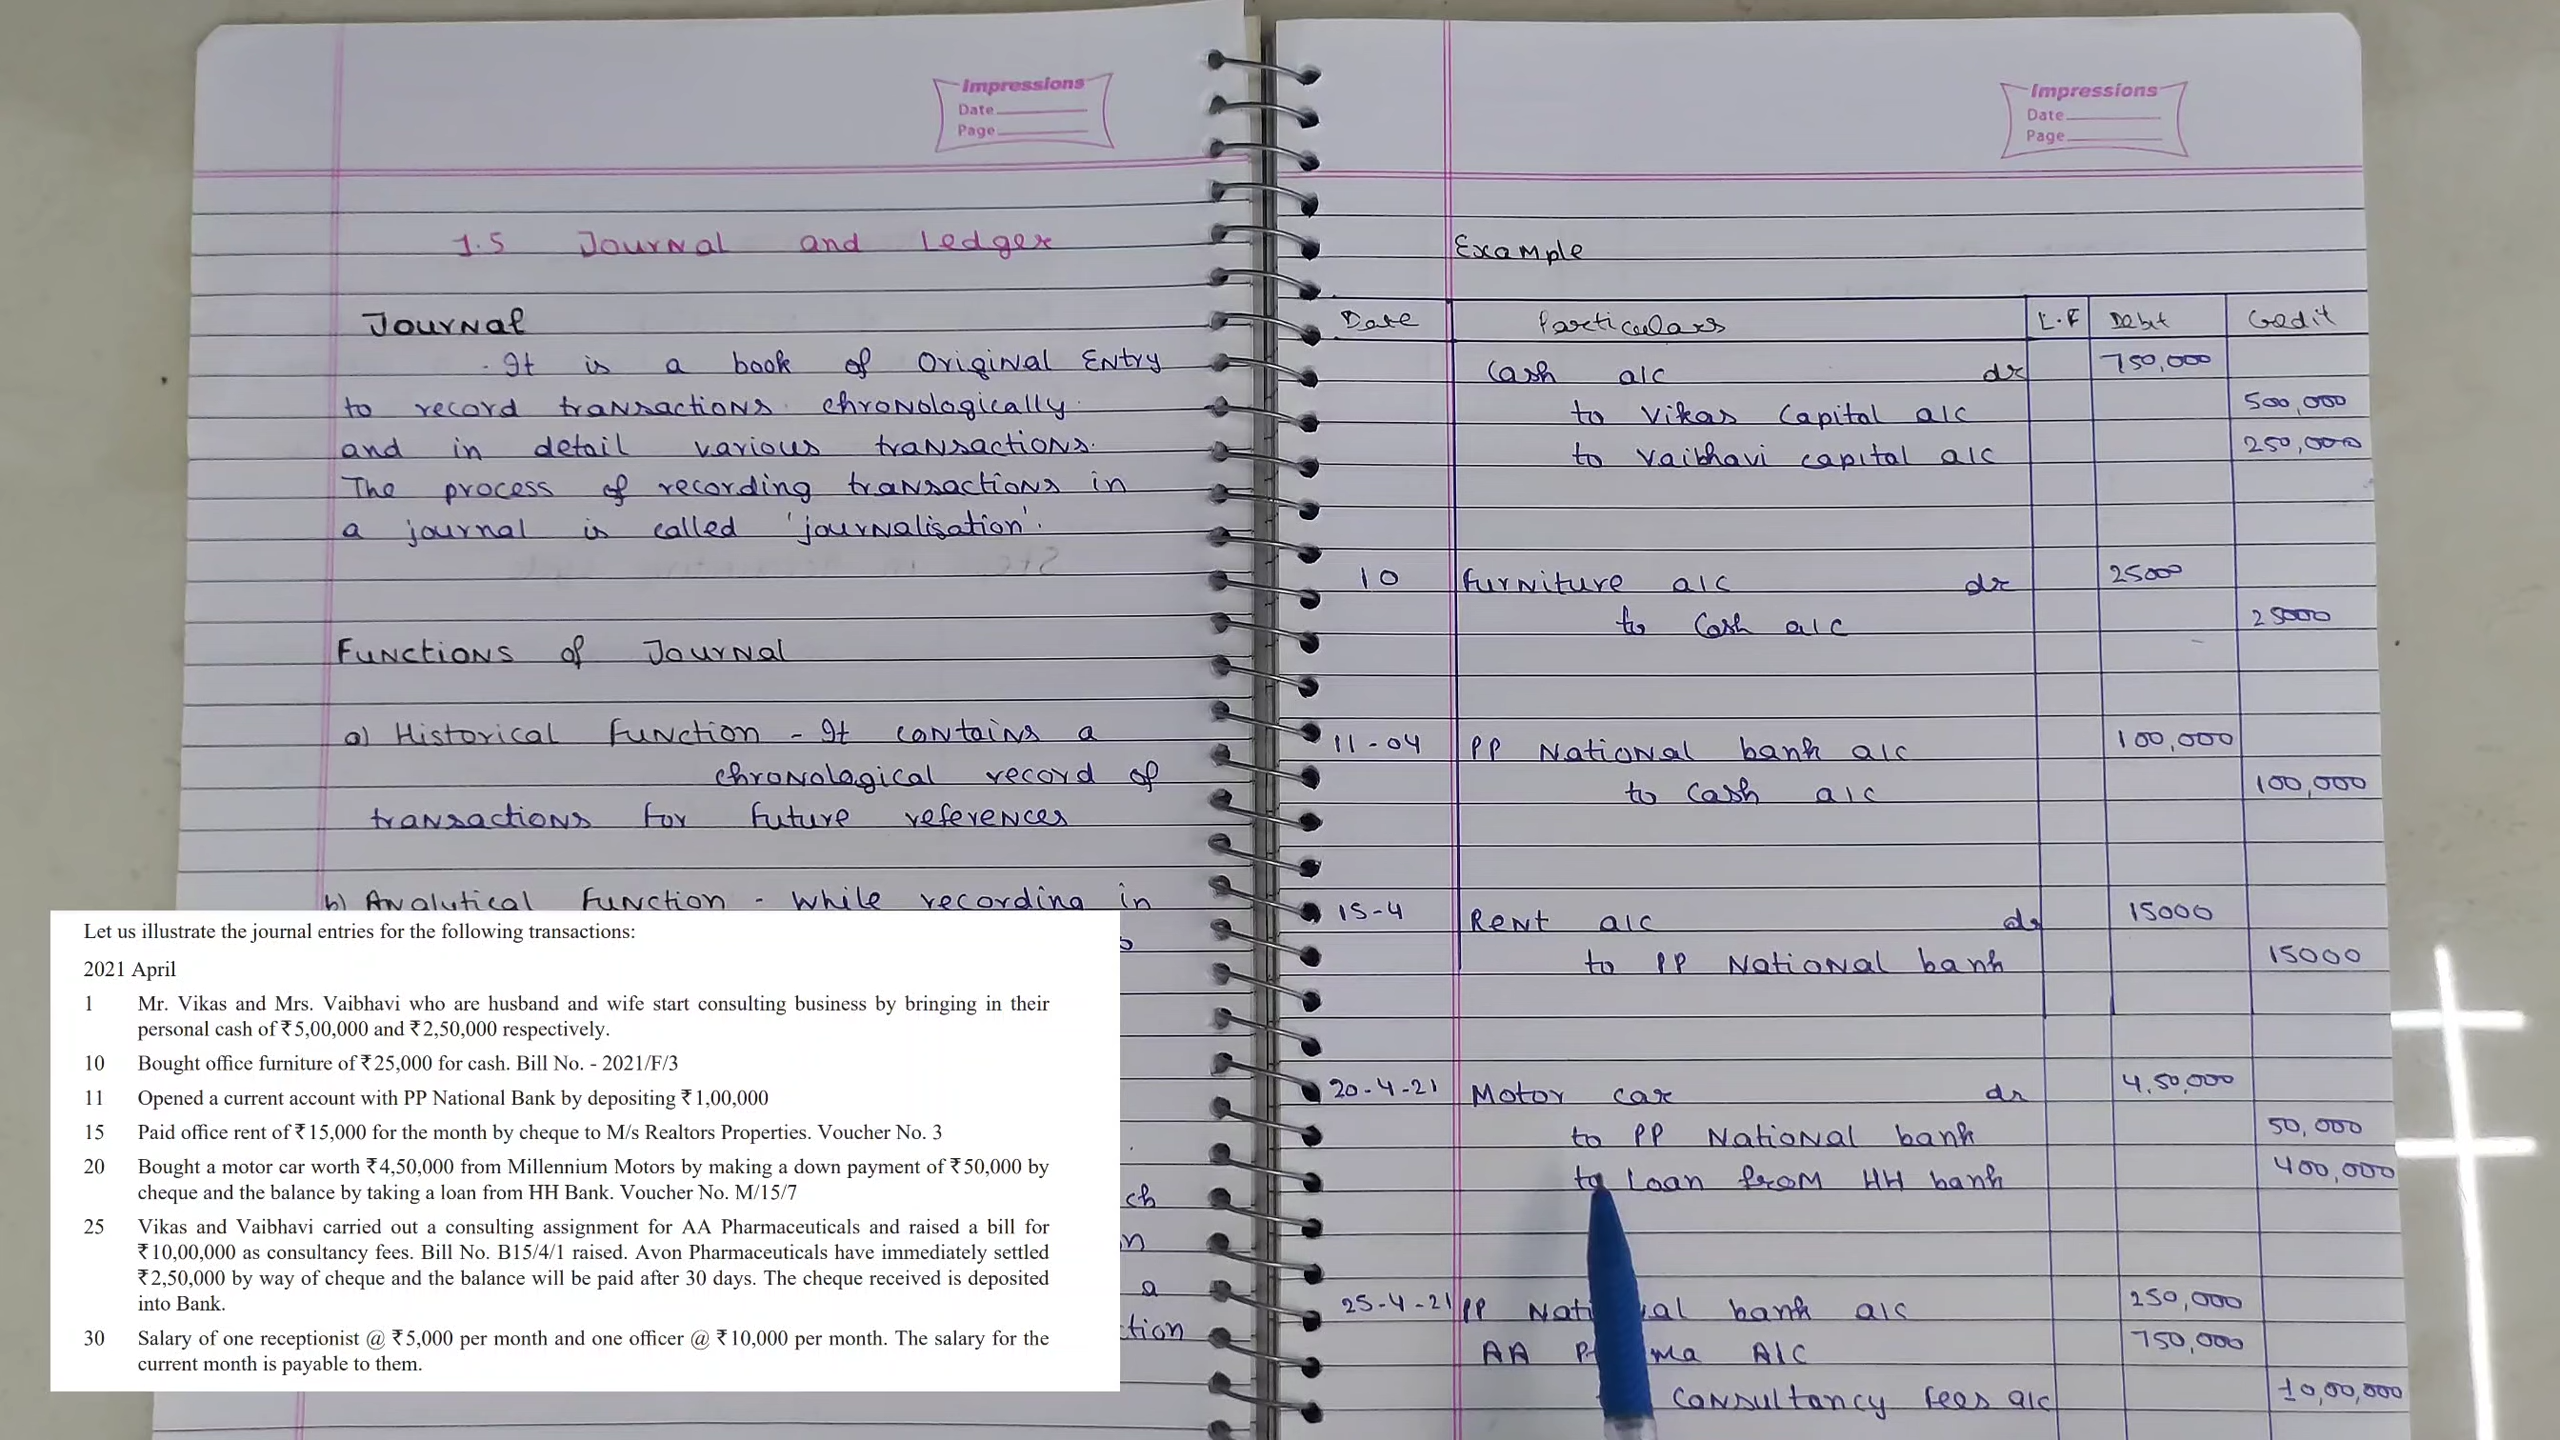 Impressions
Date
Page
1.5 Journal and Ledger
Journal
- It is a book of Original Entry
to record transactions chronologically
and in detail various transactions.
The process of recording transactions in
a journal is called 'journalisation'.
Functions of Journal
a) Historical function - It contains a
chronological record of
transactions for future references
b) Analytical function - while recording in
ch
n
a
tion
Let us illustrate the journal entries for the following transactions:
2021 April
1 Mr. Vikas and Mrs. Vaibhavi who are husband and wife start consulting business by bringing in their
personal cash of ₹5,00,000 and ₹2,50,000 respectively.
10 Bought office furniture of ₹25,000 for cash. Bill No. - 2021/F/3
11 Opened a current account with PP National Bank by depositing ₹1,00,000
15 Paid office rent of ₹15,000 for the month by cheque to M/s Realtors Properties. Voucher No. 3
20 Bought a motor car worth ₹4,50,000 from Millennium Motors by making a down payment of ₹50,000 by
cheque and the balance by taking a loan from HH Bank. Voucher No. M/15/7
25 Vikas and Vaibhavi carried out a consulting assignment for AA Pharmaceuticals and raised a bill for
₹10,00,000 as consultancy fees. Bill No. B15/4/1 raised. Avon Pharmaceuticals have immediately settled
₹2,50,000 by way of cheque and the balance will be paid after 30 days. The cheque received is deposited
into Bank.
30 Salary of one receptionist @ ₹5,000 per month and one officer @ ₹10,000 per month. The salary for the
current month is payable to them.
Impressions
Date
Page
Example
Date Particulars L.F Debit Credit
Cash a/c dr 750,000
to Vikas Capital a/c 500,000
to Vaibhavi capital a/c 250,000
10 furniture a/c dr 25000
to Cash a/c 25000
11-04 PP National bank a/c 100,000
to Cash a/c 100,000
15-4 Rent a/c dr 15000
to PP National bank 15000
20-4-21 Motor car dr 4,50,000
to PP National bank 50,000
to Loan from HH bank 400,000
25-4-21 PP National bank a/c 250,000
AA Pharma A/C 750,000
Consultancy fees a/c 10,00,000